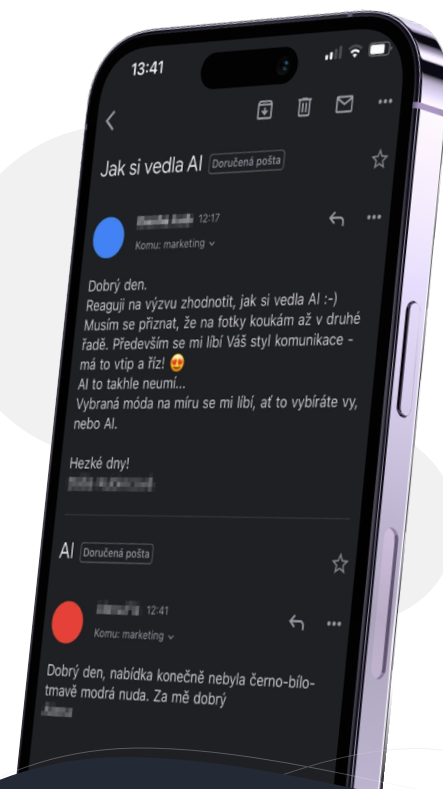 13:41
Jak si vedla AI Doručená pošta
12:17
Komu: marketing
Dobrý den.
Reaguji na výzvu zhodnotit, jak si vedla AI :-)
Musím se přiznat, že na fotky koukám až v druhé
řadě. Především se mi líbí Váš styl komunikace -
má to vtip a říz! 😍
AI to takhle neumí...
Vybraná móda na míru se mi líbí, ať to vybíráte vy,
nebo AI.
Hezké dny!
AI Doručená pošta
12:41
Komu: marketing
Dobrý den, nabídka konečně nebyla černo-bílo-
tmavě modrá nuda. Za mě dobrý